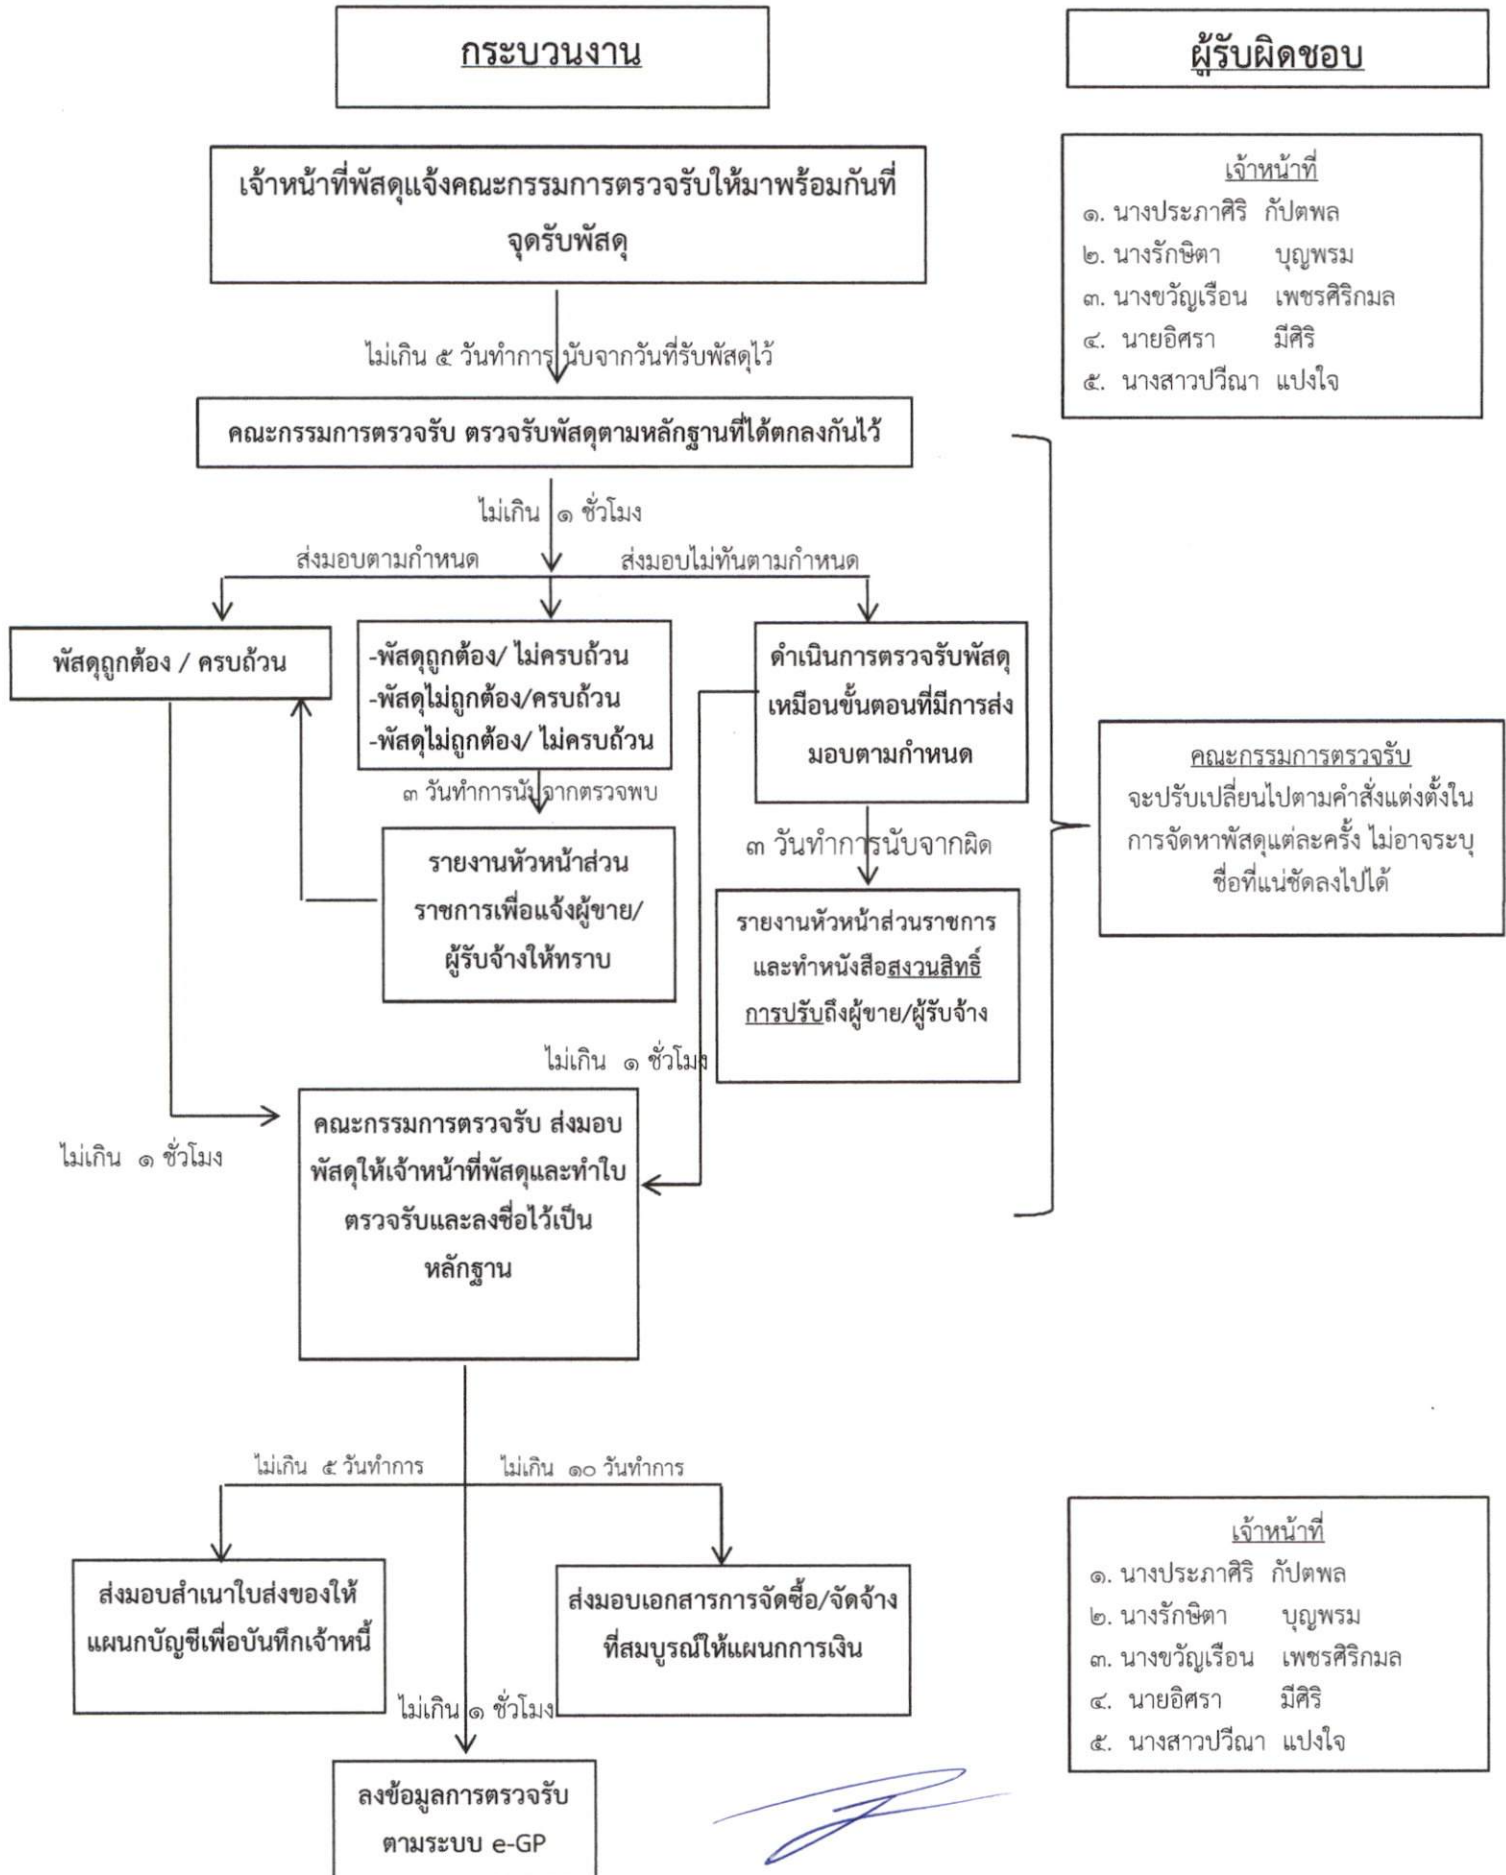 กระบวนงาน
ผู้รับผิดชอบ
เจ้าหน้าที่พัสดุแจ้งคณะกรรมการตรวจรับให้มาพร้อมกันที่
จุดรับพัสดุ
เจ้าหน้าที่
๑. นางประภาศิริ กัปตพล
๒. นางรักษิตา บุญพรม
๓. นางขวัญเรือน เพชรศิริกมล
๔. นายอิศรา มีศิริ
๕. นางสาวปวีณา แปงใจ
ไม่เกิน ๕ วันทำการ นับจากวันที่รับพัสดุไว้
คณะกรรมการตรวจรับ ตรวจรับพัสดุตามหลักฐานที่ได้ตกลงกันไว้
ไม่เกิน ๑ ชั่วโมง
ส่งมอบตามกำหนด
ส่งมอบไม่ทันตามกำหนด
พัสดุถูกต้อง / ครบถ้วน
-พัสดุถูกต้อง/ ไม่ครบถ้วน
-พัสดุไม่ถูกต้อง/ครบถ้วน
-พัสดุไม่ถูกต้อง/ ไม่ครบถ้วน
ดำเนินการตรวจรับพัสดุ
เหมือนขั้นตอนที่มีการส่ง
มอบตามกำหนด
คณะกรรมการตรวจรับ
จะปรับเปลี่ยนไปตามคำสั่งแต่งตั้งใน
การจัดหาพัสดุแต่ละครั้ง ไม่อาจระบุ
ชื่อที่แน่ชัดลงไปได้
๓ วันทำการนับจากตรวจพบ
๓ วันทำการนับจากผิด
รายงานหัวหน้าส่วน
ราชการเพื่อแจ้งผู้ขาย/
ผู้รับจ้างให้ทราบ
รายงานหัวหน้าส่วนราชการ
และทำหนังสือสงวนสิทธิ์
การปรับถึงผู้ขาย/ผู้รับจ้าง
ไม่เกิน ๑ ชั่วโมง
ไม่เกิน ๑ ชั่วโมง
คณะกรรมการตรวจรับ ส่งมอบ
พัสดุให้เจ้าหน้าที่พัสดุและทำใบ
ตรวจรับและลงชื่อไว้เป็น
หลักฐาน
ไม่เกิน ๕ วันทำการ
ไม่เกิน ๑๐ วันทำการ
ส่งมอบสำเนาใบส่งของให้
แผนกบัญชีเพื่อบันทึกเจ้าหนี้
ส่งมอบเอกสารการจัดซื้อ/จัดจ้าง
ที่สมบูรณ์ให้แผนกการเงิน
เจ้าหน้าที่
๑. นางประภาศิริ กัปตพล
๒. นางรักษิตา บุญพรม
๓. นางขวัญเรือน เพชรศิริกมล
๔. นายอิศรา มีศิริ
๕. นางสาวปวีณา แปงใจ
ไม่เกิน ๑ ชั่วโมง
ลงข้อมูลการตรวจรับ
ตามระบบ e-GP